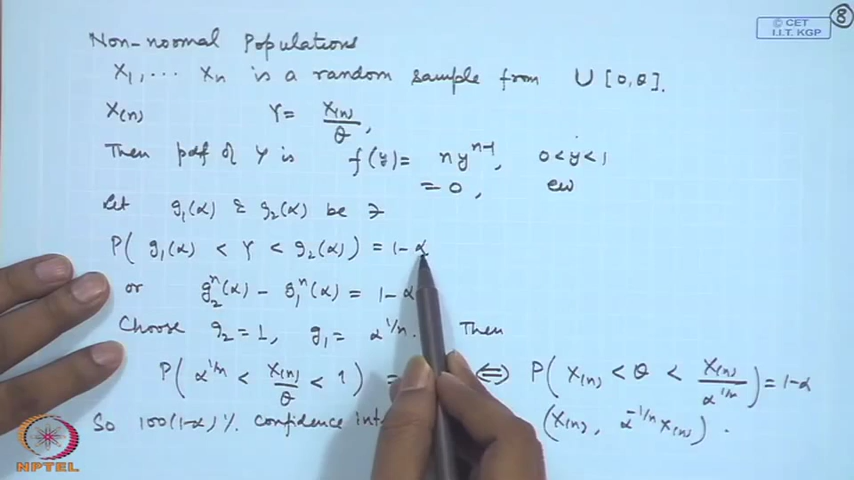 8
© CET
I.I.T. KGP
Non-normal Populations
X1, ... Xn is a random sample from U [0, θ].
X(n) Y = X(n)/θ,
Then pdf of Y is f(y) = n y^{n-1}, 0 < y < 1
= 0, ew
Let g1(α) & g2(α) be ∋
P( g1(α) < Y < g2(α) ) = 1-α
or g2^n(α) - g1^n(α) = 1-α
Choose g2 = 1, g1 = α^{1/n}. Then
P( α^{1/n} < X(n)/θ < 1 ) = ⇔ P( X(n) < θ < X(n)/α^{1/n} ) = 1-α
So 100(1-α)% confidence (X(n), α^{-1/n} X(n)).
NPTEL